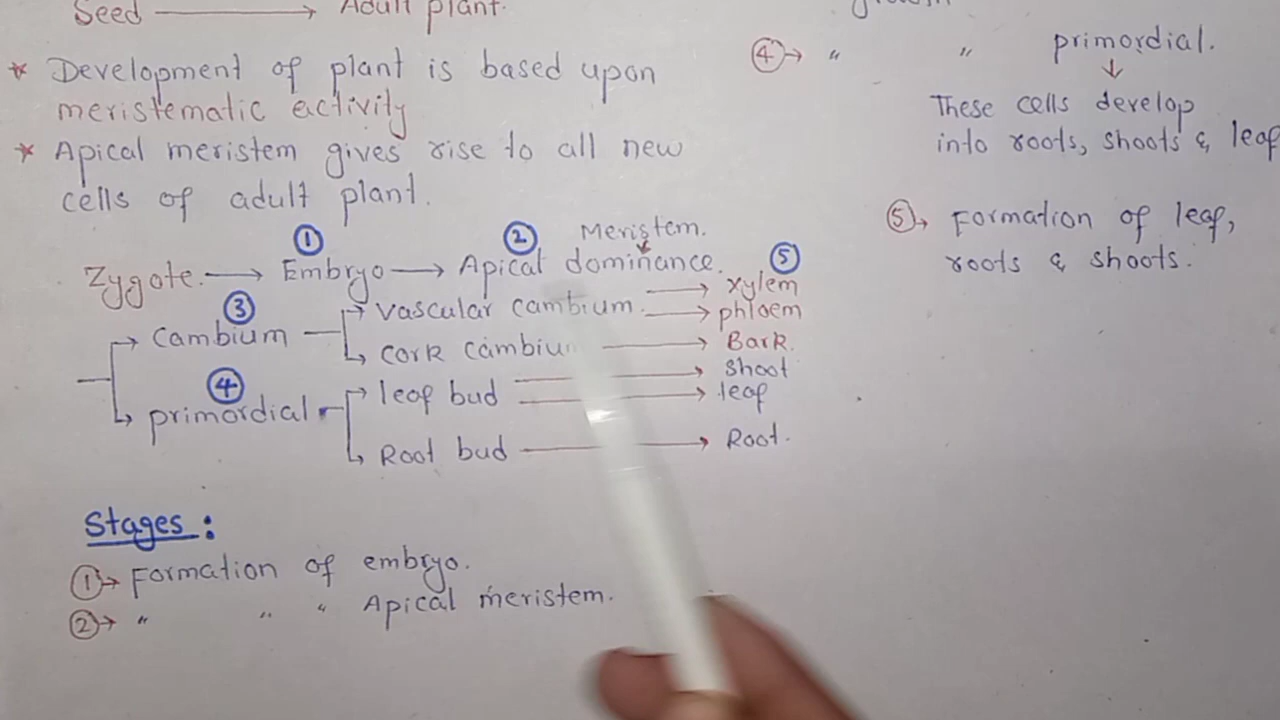 Seed → Adult plant.
* Development of plant is based upon
meristematic activity
* Apical meristem gives rise to all new
cells of adult plant.
① ② Meristem. ⑤
Zygote. → Embryo → Apical dominance.
③
Cambium → vascular cambium. → xylem
→ phloem
→ cork cambium → Bark.
④
primordial → leaf bud → shoot
→ leaf
→ Root bud → Root.
Stages :
①→ Formation of embryo.
②→ " " " Apical meristem.
④→ " " primordial.
↓
These cells develop
into roots, shoots & leaf
⑤→ Formation of leaf,
roots & shoots.